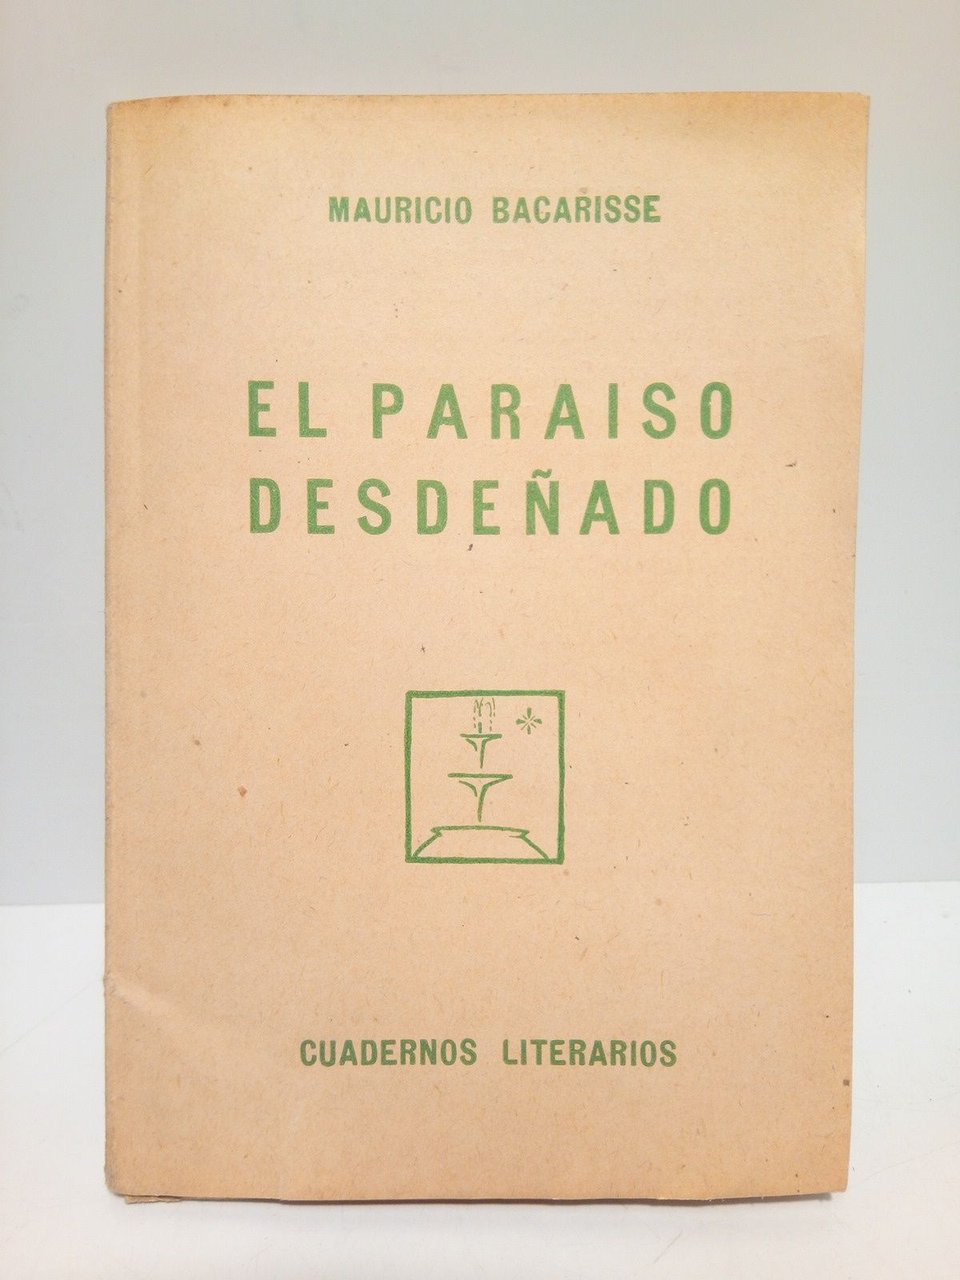 MAURICIO BACARISSE
EL PARAISO
DESDEÑADO
CUADERNOS LITERARIOS